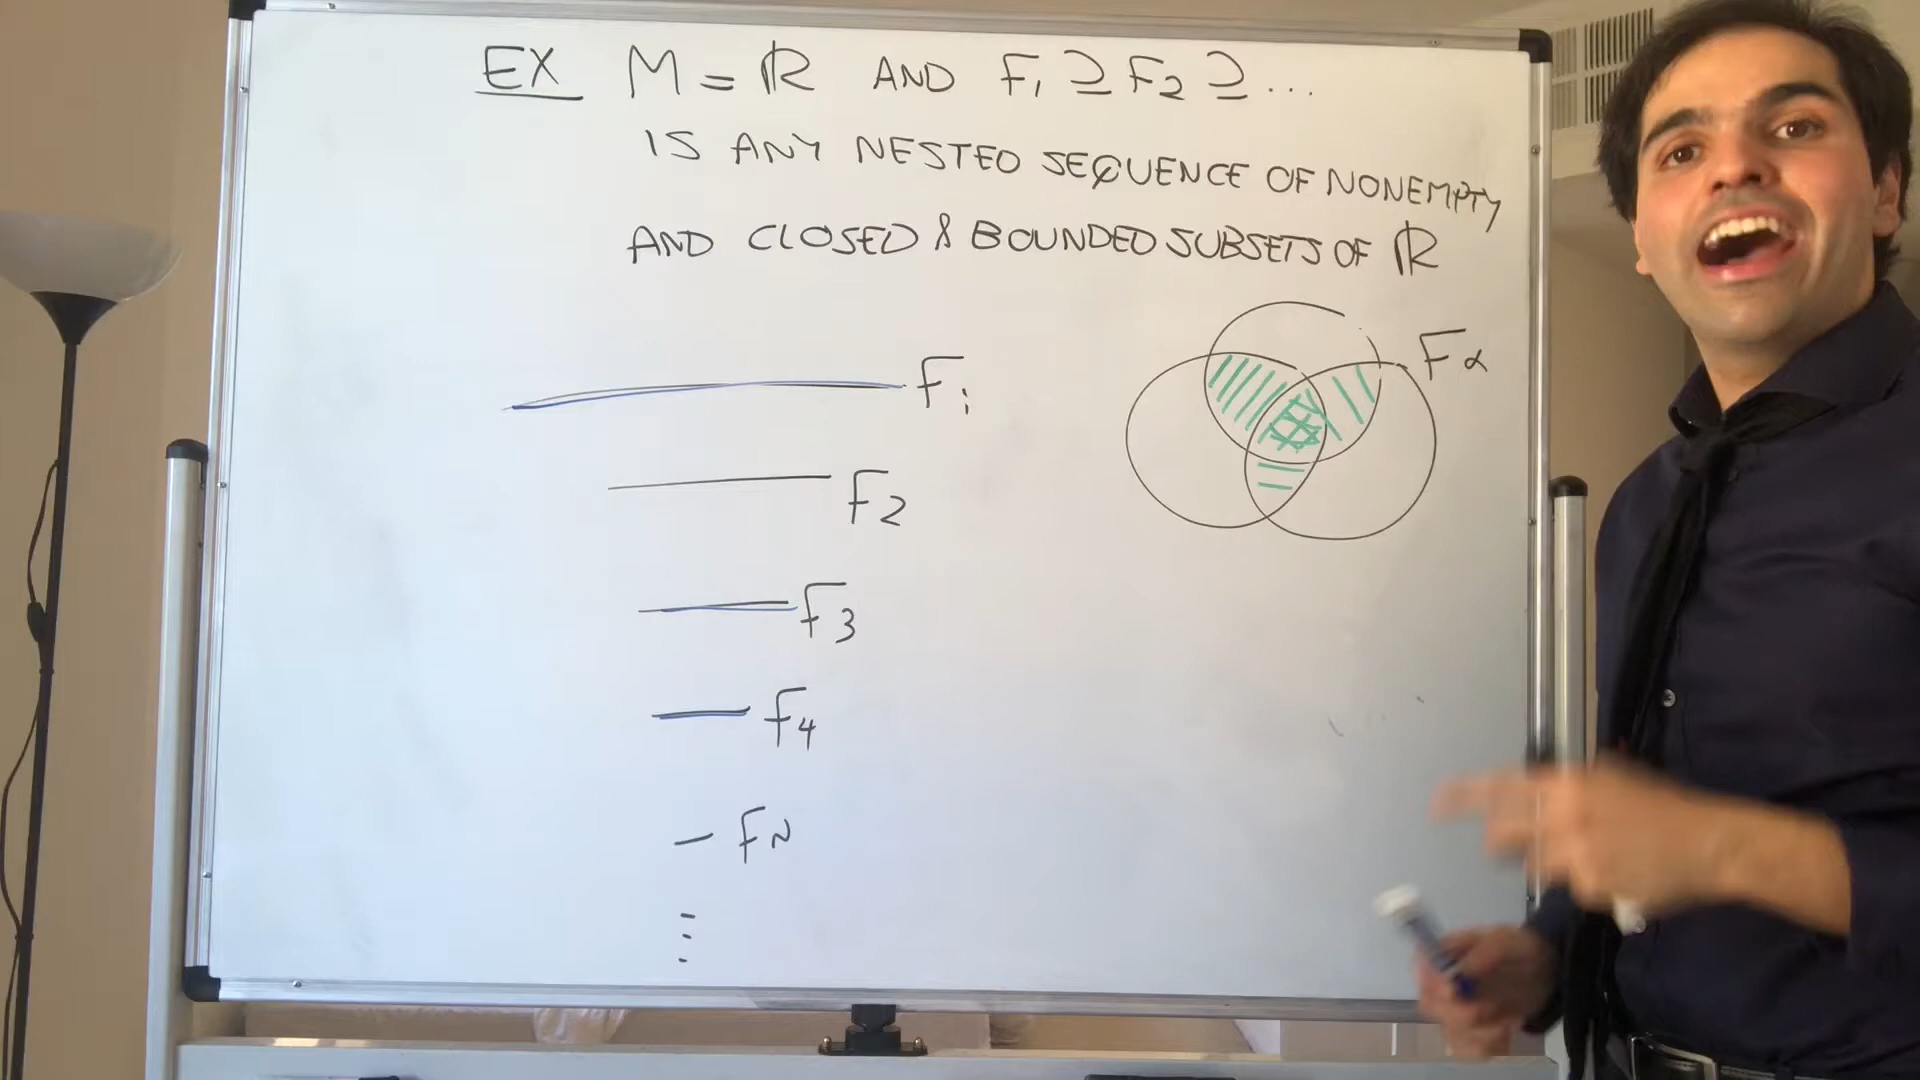 EX M = ℝ AND F₁ ⊇ F₂ ⊇ ...
IS ANY NESTED SEQUENCE OF NONEMPTY
AND CLOSED & BOUNDED SUBSETS OF ℝ
F₁
Fα
F₂
F₃
F₄
FN
⋮